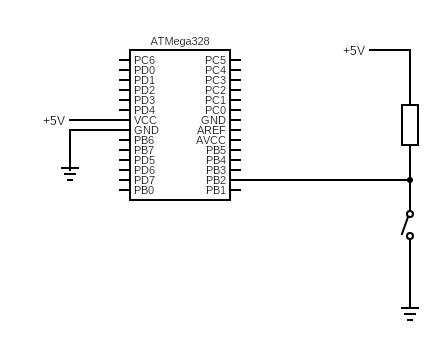 ATMega328
+5V
PC6 PC5
PD0 PC4
PD1 PC3
PD2 PC2
PD3 PC1
PD4 PC0
+5V VCC GND
GND AREF
PB6 AVCC
PB7 PB5
PD5 PB4
PD6 PB3
PD7 PB2
PB0 PB1